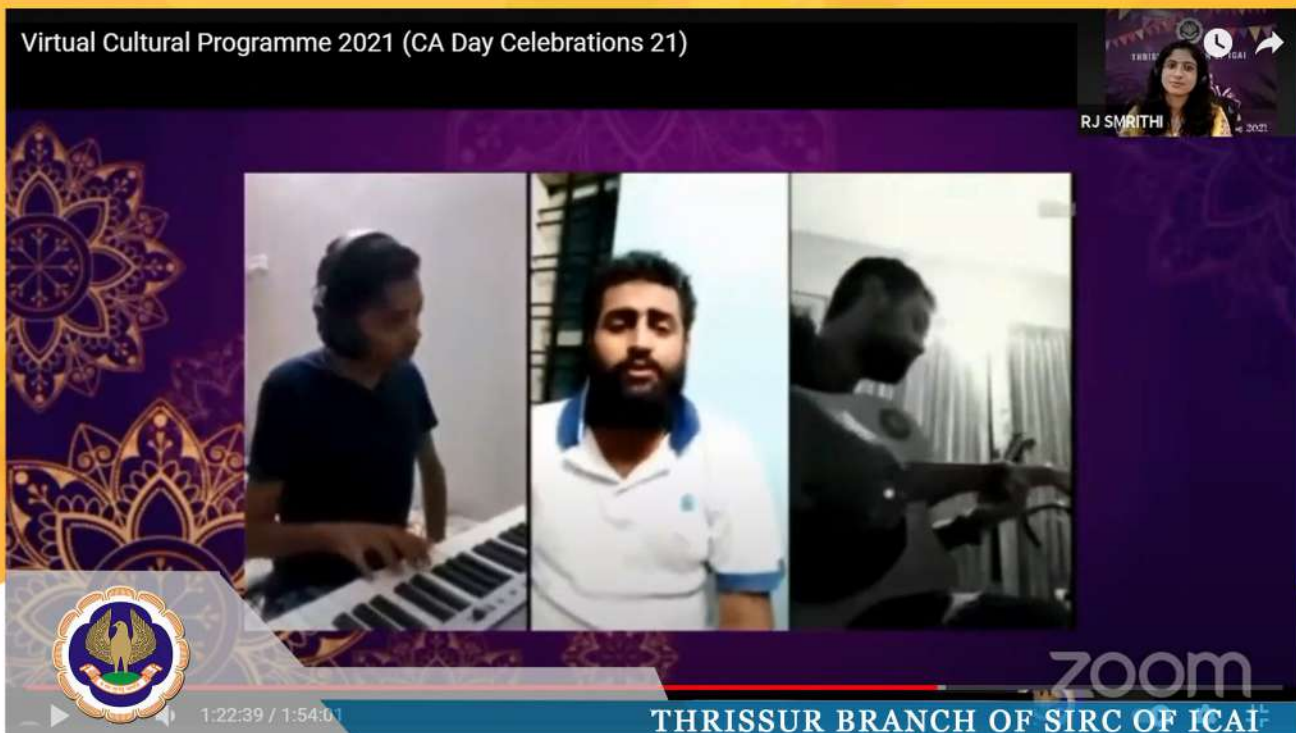 Virtual Cultural Programme 2021 (CA Day Celebrations 21)
RJ SMRITHI
2021
zoom
1:22:39 / 1:54:01
THRISSUR BRANCH OF SIRC OF ICAI